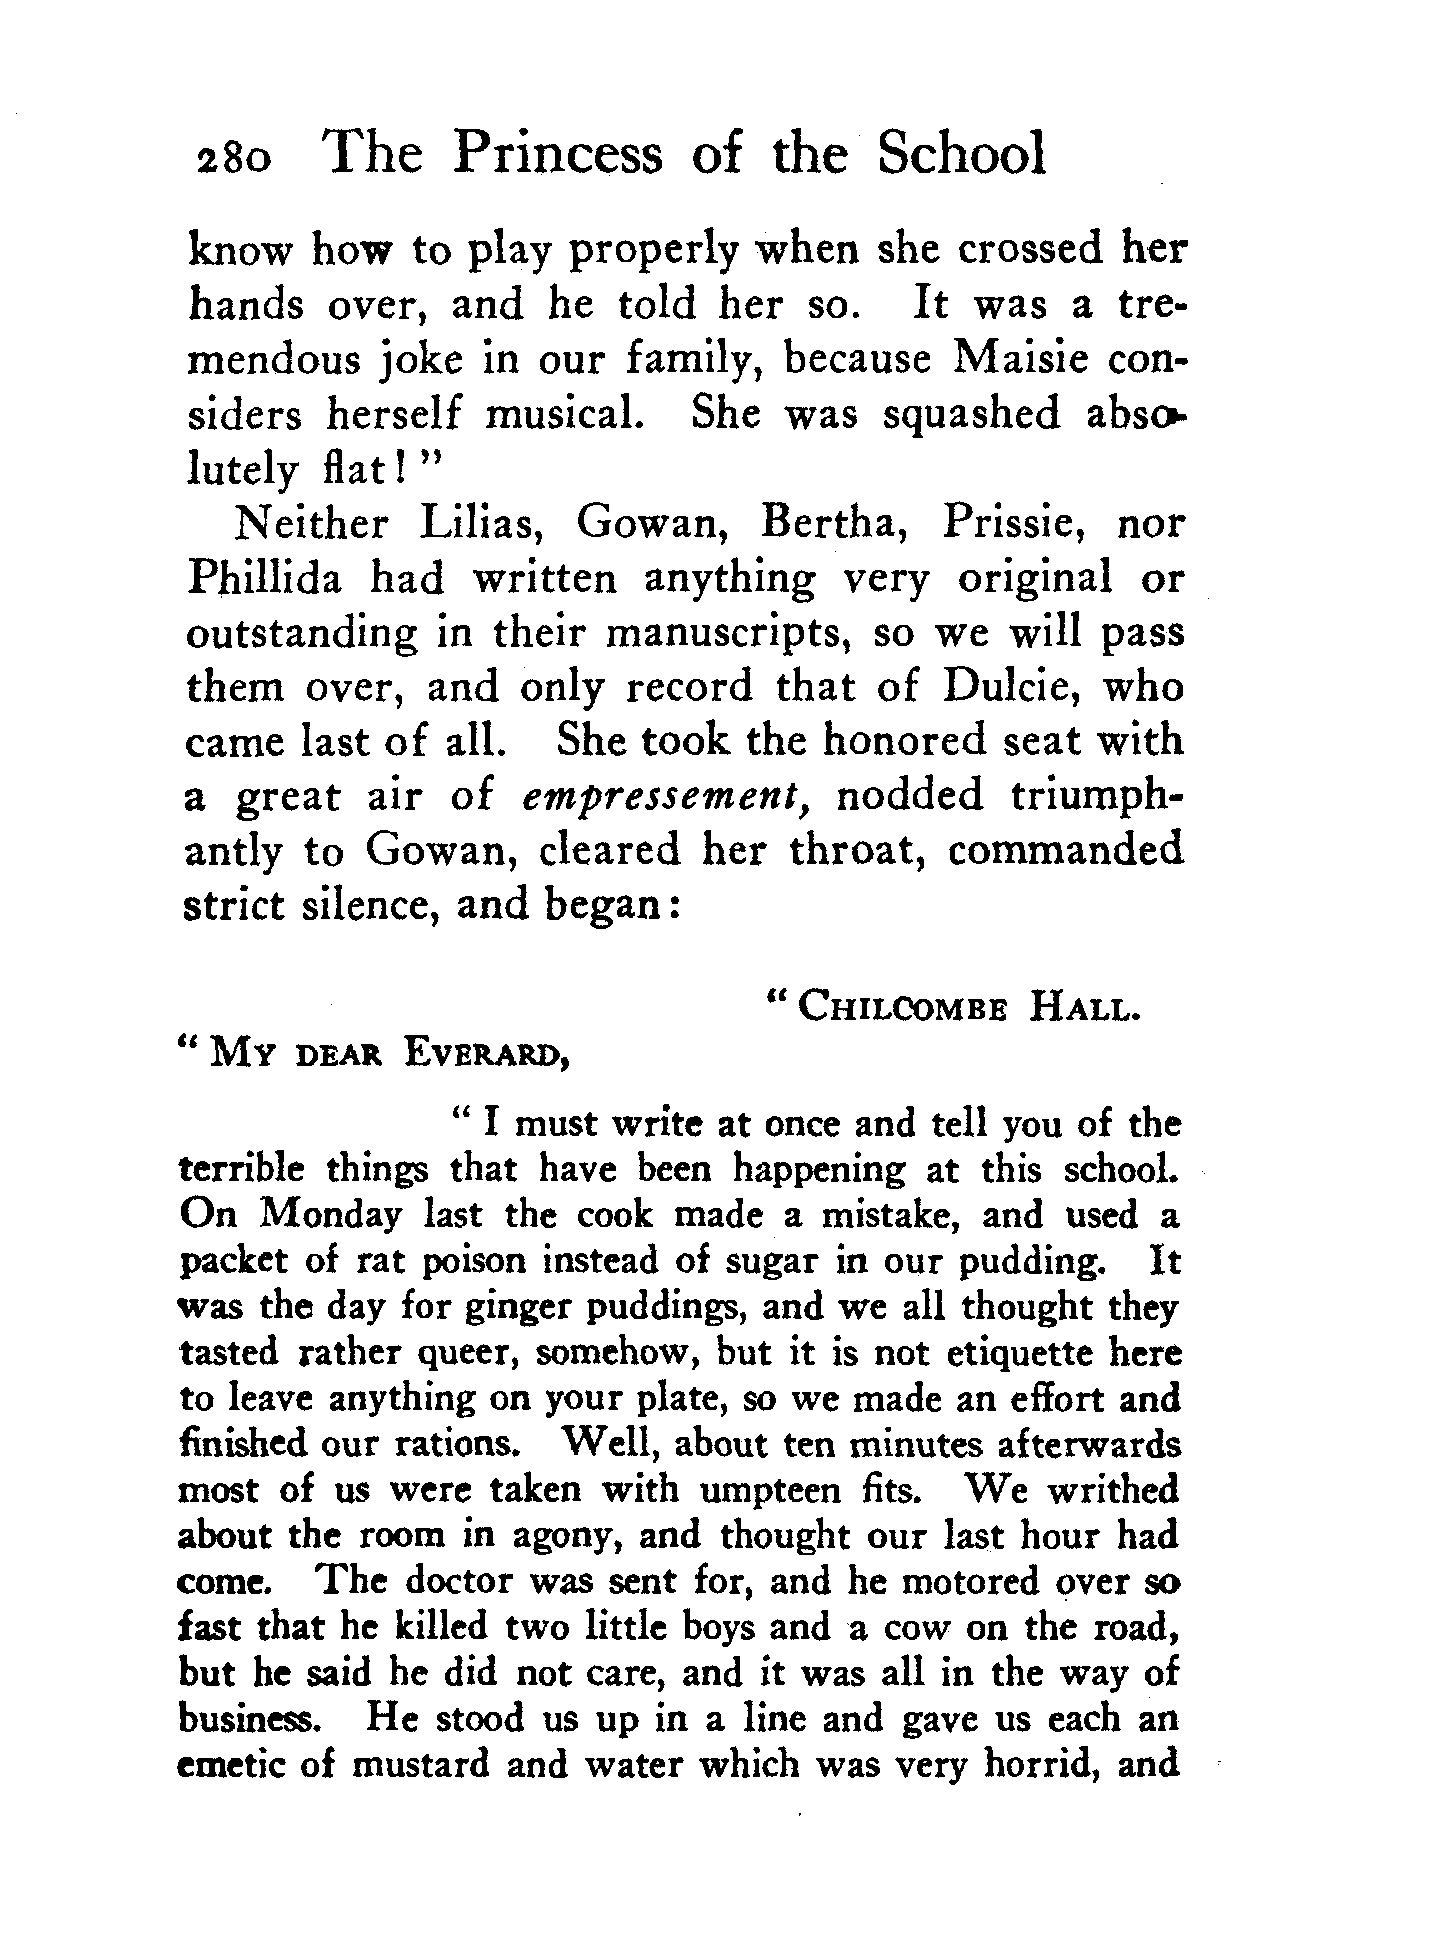 280 The Princess of the School
know how to play properly when she crossed her
hands over, and he told her so. It was a tre-
mendous joke in our family, because Maisie con-
siders herself musical. She was squashed abso-
lutely flat! "
Neither Lilias, Gowan, Bertha, Prissie, nor
Phillida had written anything very original or
outstanding in their manuscripts, so we will pass
them over, and only record that of Dulcie, who
came last of all. She took the honored seat with
a great air of empressement, nodded triumph-
antly to Gowan, cleared her throat, commanded
strict silence, and began:
" CHILCOMBE HALL.
" MY DEAR EVERARD,
" I must write at once and tell you of the
terrible things that have been happening at this school.
On Monday last the cook made a mistake, and used a
packet of rat poison instead of sugar in our pudding. It
was the day for ginger puddings, and we all thought they
tasted rather queer, somehow, but it is not etiquette here
to leave anything on your plate, so we made an effort and
finished our rations. Well, about ten minutes afterwards
most of us were taken with umpteen fits. We writhed
about the room in agony, and thought our last hour had
come. The doctor was sent for, and he motored over so
fast that he killed two little boys and a cow on the road,
but he said he did not care, and it was all in the way of
business. He stood us up in a line and gave us each an
emetic of mustard and water which was very horrid, and